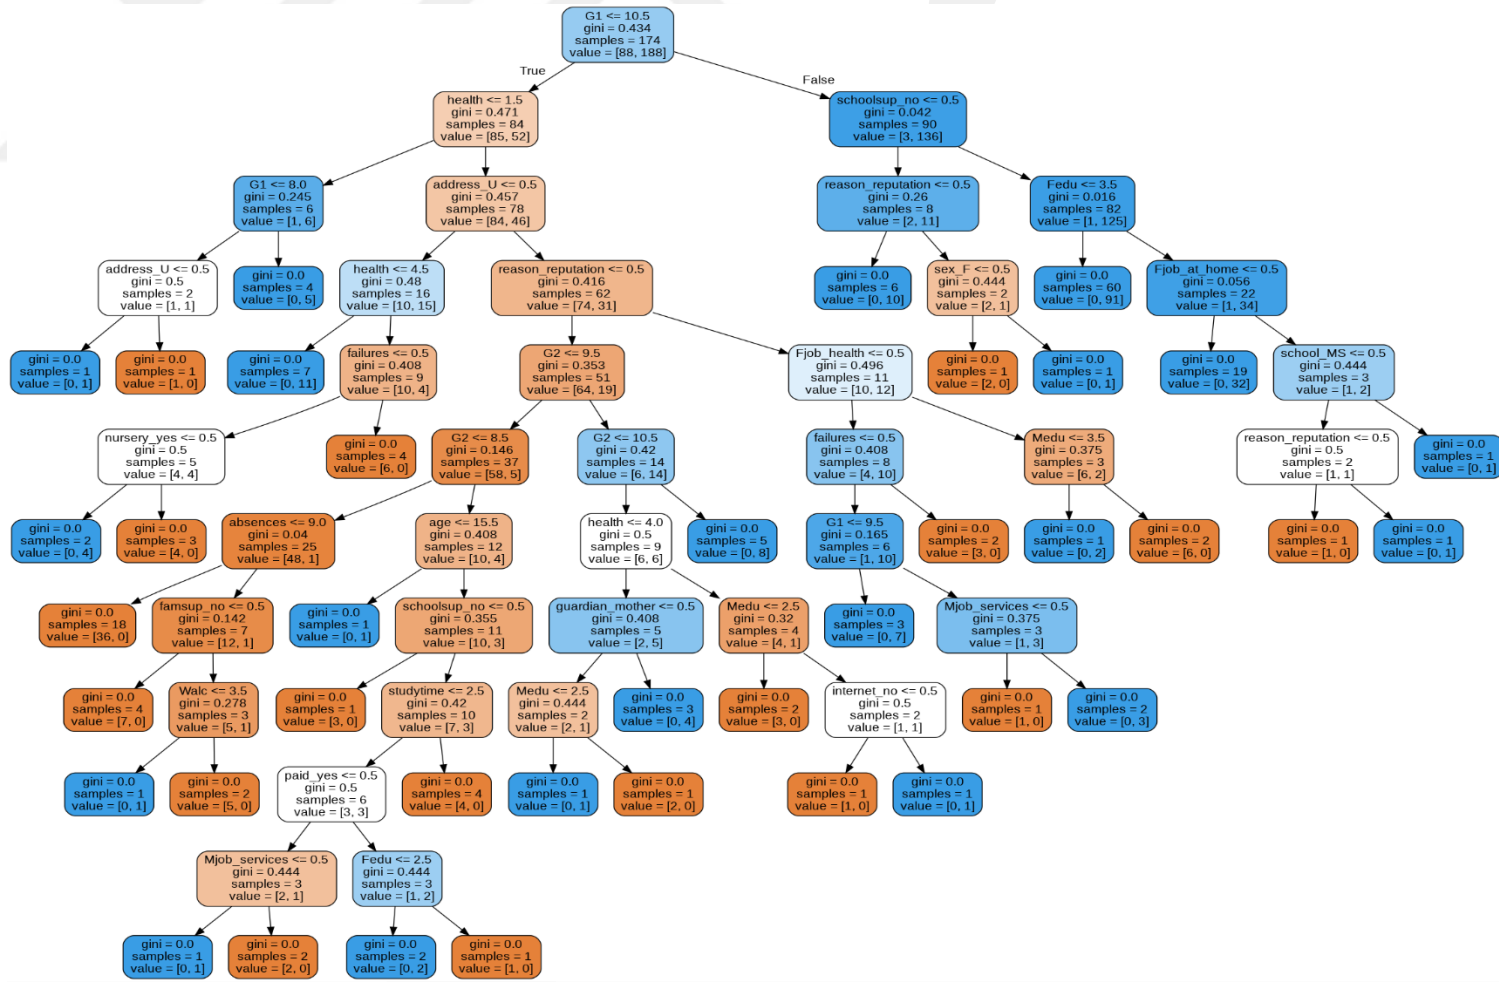 G1 <= 10.5
gini = 0.434
samples = 174
value = [88, 188]
True
False
health <= 1.5
gini = 0.471
samples = 84
value = [85, 52]
schoolsup_no <= 0.5
gini = 0.042
samples = 90
value = [3, 136]
G1 <= 8.0
gini = 0.245
samples = 6
value = [1, 6]
address_U <= 0.5
gini = 0.457
samples = 78
value = [84, 46]
reason_reputation <= 0.5
gini = 0.26
samples = 8
value = [2, 11]
Fedu <= 3.5
gini = 0.016
samples = 82
value = [1, 125]
address_U <= 0.5
gini = 0.5
samples = 2
value = [1, 1]
gini = 0.0
samples = 4
value = [0, 5]
health <= 4.5
gini = 0.48
samples = 16
value = [10, 15]
reason_reputation <= 0.5
gini = 0.416
samples = 62
value = [74, 31]
gini = 0.0
samples = 6
value = [0, 10]
sex_F <= 0.5
gini = 0.444
samples = 2
value = [2, 1]
gini = 0.0
samples = 60
value = [0, 91]
Fjob_at_home <= 0.5
gini = 0.056
samples = 22
value = [1, 34]
gini = 0.0
samples = 1
value = [0, 1]
gini = 0.0
samples = 1
value = [1, 0]
gini = 0.0
samples = 7
value = [0, 11]
failures <= 0.5
gini = 0.408
samples = 9
value = [10, 4]
G2 <= 9.5
gini = 0.353
samples = 51
value = [64, 19]
Fjob_health <= 0.5
gini = 0.496
samples = 11
value = [10, 12]
gini = 0.0
samples = 1
value = [2, 0]
gini = 0.0
samples = 1
value = [0, 1]
gini = 0.0
samples = 19
value = [0, 32]
school_MS <= 0.5
gini = 0.444
samples = 3
value = [1, 2]
nursery_yes <= 0.5
gini = 0.5
samples = 5
value = [4, 4]
gini = 0.0
samples = 4
value = [6, 0]
G2 <= 8.5
gini = 0.146
samples = 37
value = [58, 5]
G2 <= 10.5
gini = 0.42
samples = 14
value = [6, 14]
failures <= 0.5
gini = 0.408
samples = 8
value = [4, 10]
Medu <= 3.5
gini = 0.375
samples = 3
value = [6, 2]
reason_reputation <= 0.5
gini = 0.5
samples = 2
value = [1, 1]
gini = 0.0
samples = 1
value = [0, 1]
gini = 0.0
samples = 2
value = [0, 4]
gini = 0.0
samples = 3
value = [4, 0]
absences <= 9.0
gini = 0.04
samples = 25
value = [48, 1]
age <= 15.5
gini = 0.408
samples = 12
value = [10, 4]
health <= 4.0
gini = 0.5
samples = 9
value = [6, 6]
gini = 0.0
samples = 5
value = [0, 8]
G1 <= 9.5
gini = 0.165
samples = 6
value = [1, 10]
gini = 0.0
samples = 2
value = [3, 0]
gini = 0.0
samples = 1
value = [0, 2]
gini = 0.0
samples = 2
value = [6, 0]
gini = 0.0
samples = 1
value = [1, 0]
gini = 0.0
samples = 1
value = [0, 1]
gini = 0.0
samples = 18
value = [36, 0]
famsup_no <= 0.5
gini = 0.142
samples = 7
value = [12, 1]
gini = 0.0
samples = 1
value = [0, 1]
schoolsup_no <= 0.5
gini = 0.355
samples = 11
value = [10, 3]
guardian_mother <= 0.5
gini = 0.408
samples = 5
value = [2, 5]
Medu <= 2.5
gini = 0.32
samples = 4
value = [4, 1]
gini = 0.0
samples = 3
value = [0, 7]
Mjob_services <= 0.5
gini = 0.375
samples = 3
value = [1, 3]
gini = 0.0
samples = 4
value = [7, 0]
Walc <= 3.5
gini = 0.278
samples = 3
value = [5, 1]
gini = 0.0
samples = 1
value = [3, 0]
studytime <= 2.5
gini = 0.42
samples = 10
value = [7, 3]
Medu <= 2.5
gini = 0.444
samples = 2
value = [2, 1]
gini = 0.0
samples = 3
value = [0, 4]
gini = 0.0
samples = 2
value = [3, 0]
internet_no <= 0.5
gini = 0.5
samples = 2
value = [1, 1]
gini = 0.0
samples = 1
value = [1, 0]
gini = 0.0
samples = 2
value = [0, 3]
gini = 0.0
samples = 1
value = [0, 1]
gini = 0.0
samples = 2
value = [5, 0]
paid_yes <= 0.5
gini = 0.5
samples = 6
value = [3, 3]
gini = 0.0
samples = 4
value = [4, 0]
gini = 0.0
samples = 1
value = [0, 1]
gini = 0.0
samples = 1
value = [2, 0]
gini = 0.0
samples = 1
value = [1, 0]
gini = 0.0
samples = 1
value = [0, 1]
Mjob_services <= 0.5
gini = 0.444
samples = 3
value = [2, 1]
Fedu <= 2.5
gini = 0.444
samples = 3
value = [1, 2]
gini = 0.0
samples = 1
value = [0, 1]
gini = 0.0
samples = 2
value = [2, 0]
gini = 0.0
samples = 2
value = [0, 2]
gini = 0.0
samples = 1
value = [1, 0]